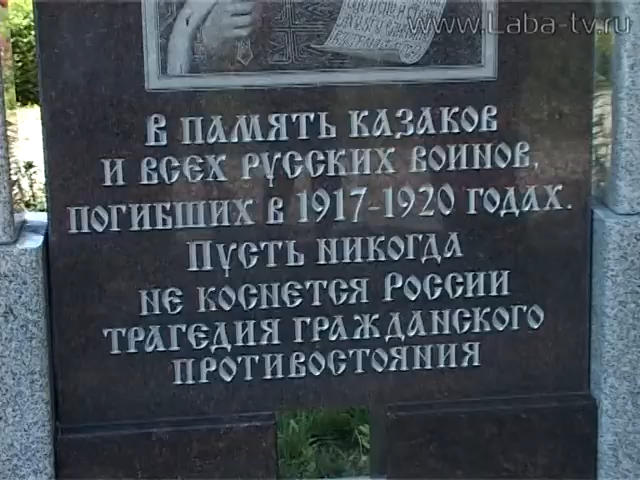 www.Laba-tv.ru
В ПАМЯТЬ КАЗАКОВ
И ВСЕХ РУССКИХ ВОИНОВ,
ПОГИБШИХ В 1917-1920 ГОДАХ.
ПУСТЬ НИКОГДА
НЕ КОСНЕТСЯ РОССИИ
ТРАГЕДИЯ ГРАЖДАНСКОГО
ПРОТИВОСТОЯНИЯ